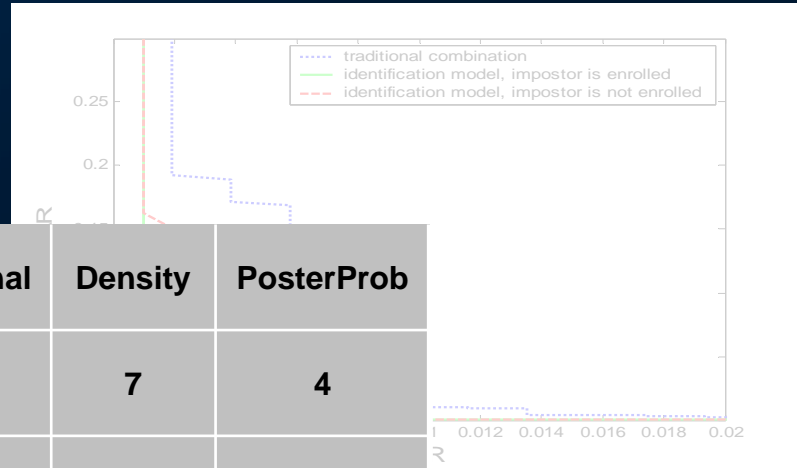 traditional combination
identification model, impostor is enrolled
identification model, impostor is not enrolled
0.25
0.2
Density PosterProb
7 4
0.012 0.014 0.016 0.018 0.02